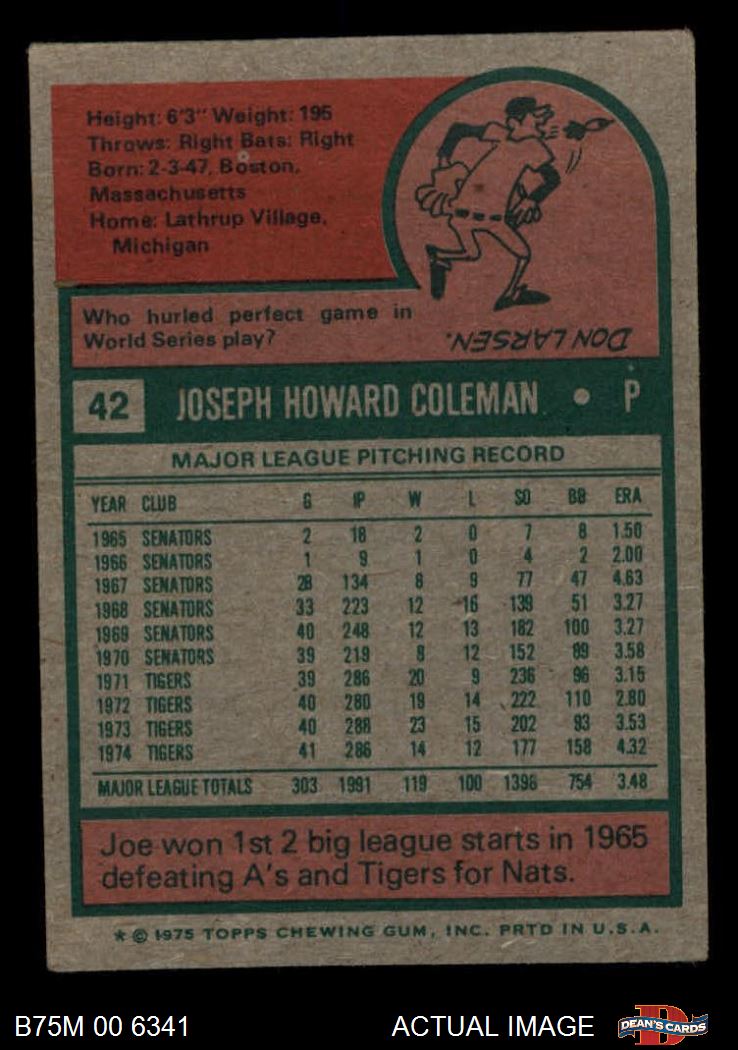 Height: 6'3" Weight: 195
Throws: Right Bats: Right
Born: 2-3-47, Boston,
Massachusetts
Home: Lathrup Village,
Michigan
Who hurled perfect game in
World Series play?
DON LARSEN.
42 JOSEPH HOWARD COLEMAN • P
MAJOR LEAGUE PITCHING RECORD
YEAR CLUB G IP W L SO BB ERA
1965 SENATORS 2 18 2 0 7 8 1.50
1966 SENATORS 1 9 1 0 4 2 2.00
1967 SENATORS 28 134 8 9 77 47 4.63
1968 SENATORS 33 223 12 16 139 51 3.27
1969 SENATORS 40 248 12 13 182 100 3.27
1970 SENATORS 39 219 8 12 152 89 3.58
1971 TIGERS 39 286 20 9 236 96 3.15
1972 TIGERS 40 280 19 14 222 110 2.80
1973 TIGERS 40 288 23 15 202 93 3.53
1974 TIGERS 41 286 14 12 177 158 4.32
MAJOR LEAGUE TOTALS 303 1991 119 100 1398 754 3.48
Joe won 1st 2 big league starts in 1965
defeating A's and Tigers for Nats.
* © 1975 TOPPS CHEWING GUM, INC. PRTD IN U.S.A.
B75M 00 6341 ACTUAL IMAGE D DEAN'S CARDS